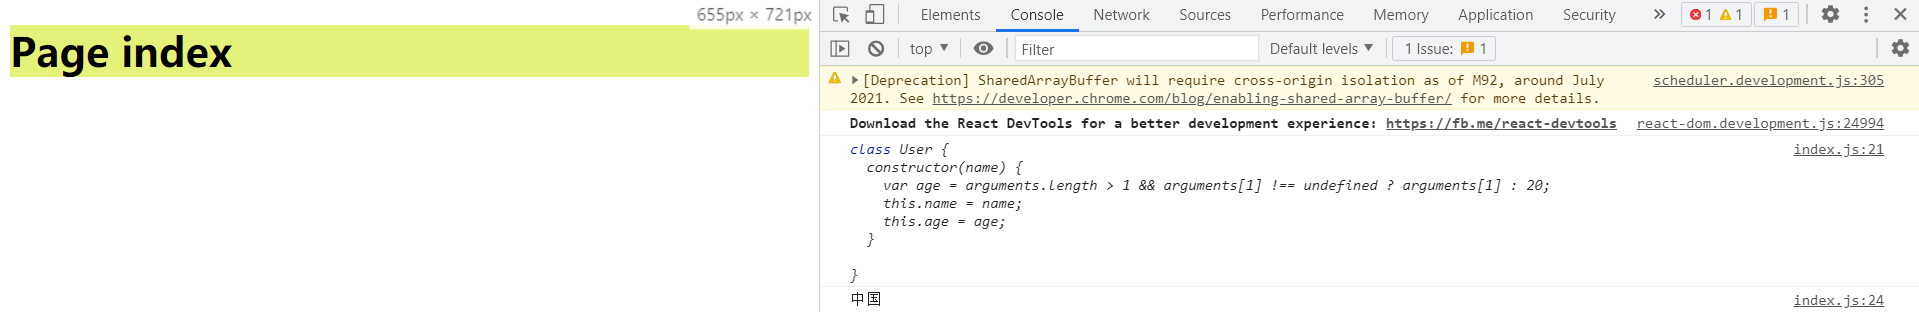 655px × 721px
Page index
Elements Console Network Sources Performance Memory Application Security » 1 1 1
top Filter Default levels 1 Issue: 1
[Deprecation] SharedArrayBuffer will require cross-origin isolation as of M92, around July scheduler.development.js:305
2021. See https://developer.chrome.com/blog/enabling-shared-array-buffer/ for more details.
Download the React DevTools for a better development experience: https://fb.me/react-devtools react-dom.development.js:24994
class User { index.js:21
constructor(name) {
var age = arguments.length > 1 && arguments[1] !== undefined ? arguments[1] : 20;
this.name = name;
this.age = age;
}
}
中国 index.js:24